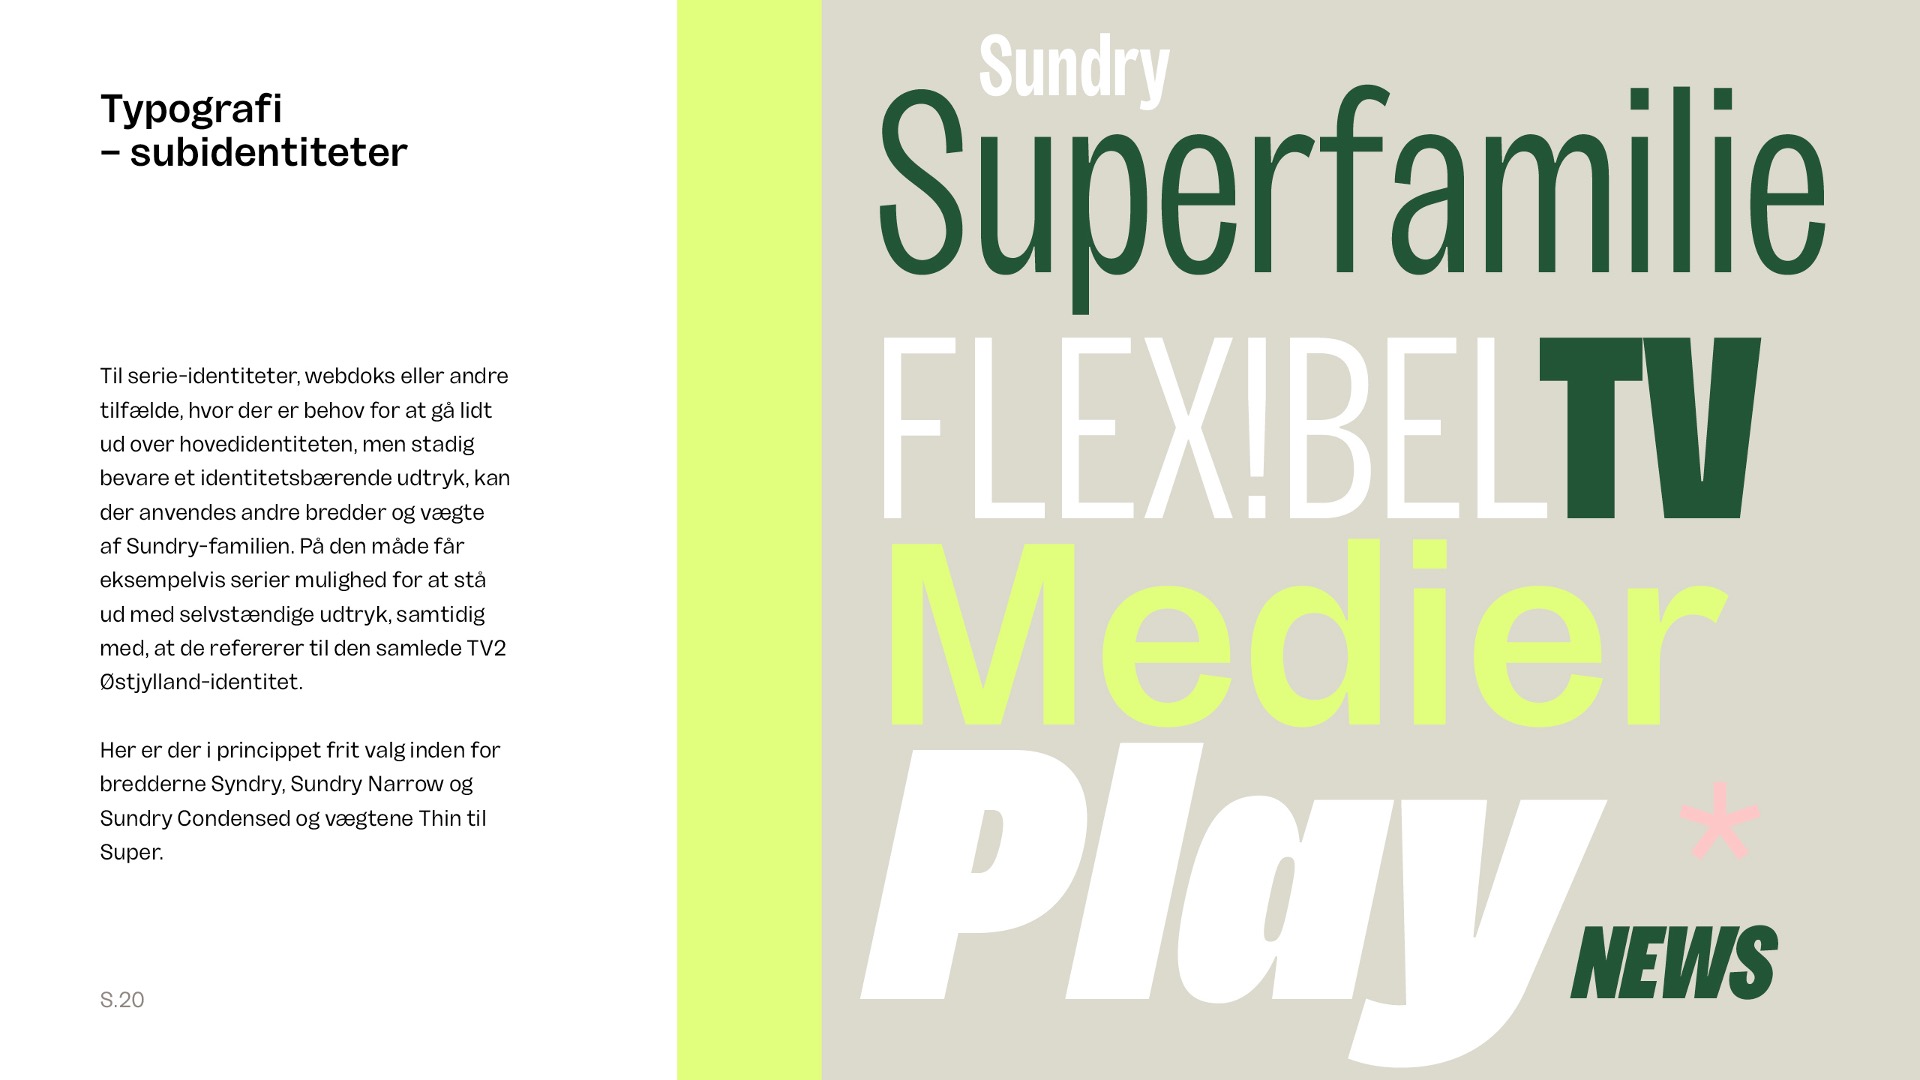 Typografi
– subidentiteter
Til serie-identiteter, webdoks eller andre
tilfælde, hvor der er behov for at gå lidt
ud over hovedidentiteten, men stadig
bevare et identitetsbærende udtryk, kan
der anvendes andre bredder og vægte
af Sundry-familien. På den måde får
eksempelvis serier mulighed for at stå
ud med selvstændige udtryk, samtidig
med, at de refererer til den samlede TV2
Østjylland-identitet.
Her er der i princippet frit valg inden for
bredderne Syndry, Sundry Narrow og
Sundry Condensed og vægtene Thin til
Super.
S.20
Sundry
Superfamilie
FLEX!BELTV
Medier
Play *
NEWS